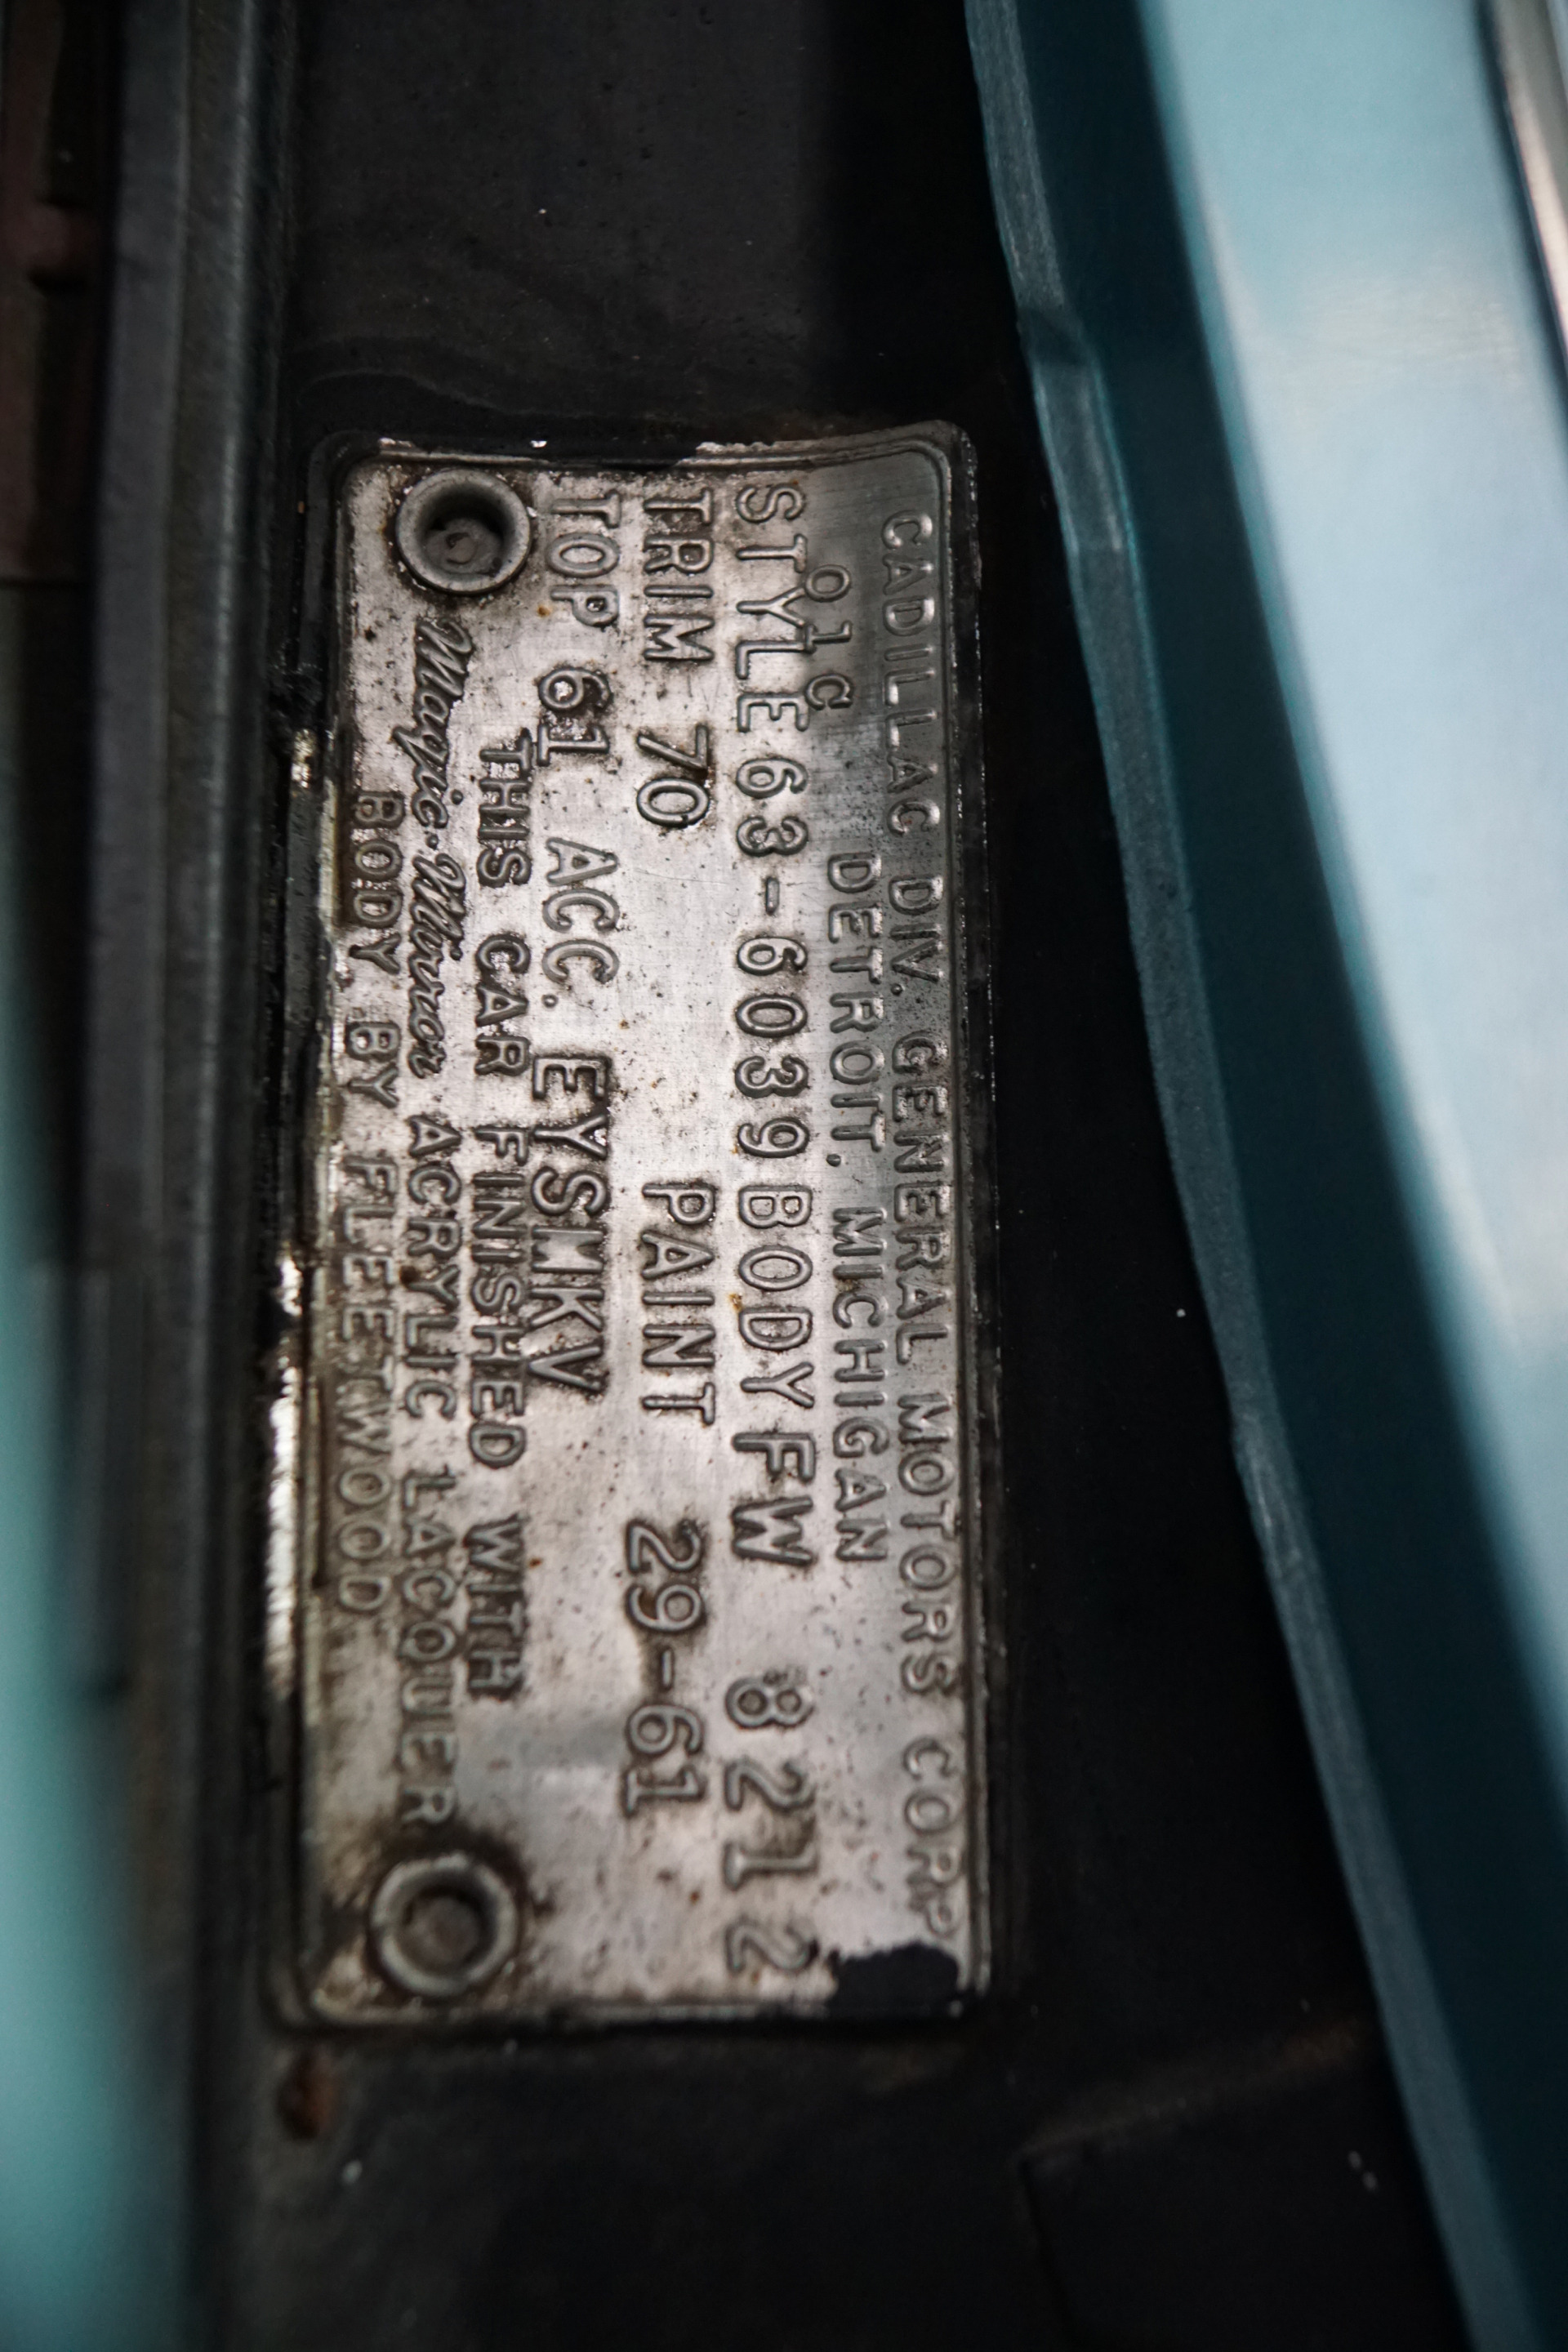 CADILLAC DIV. GENERAL MOTORS CORP
DETROIT, MICHIGAN
01C
STYLE 63-6039 BODY FW 8212
TRIM 70 PAINT 29-61
TOP 61 ACC. EYSMKV
THIS CAR FINISHED WITH
Magic-Mirror ACRYLIC LACQUER
BODY BY FLEETWOOD